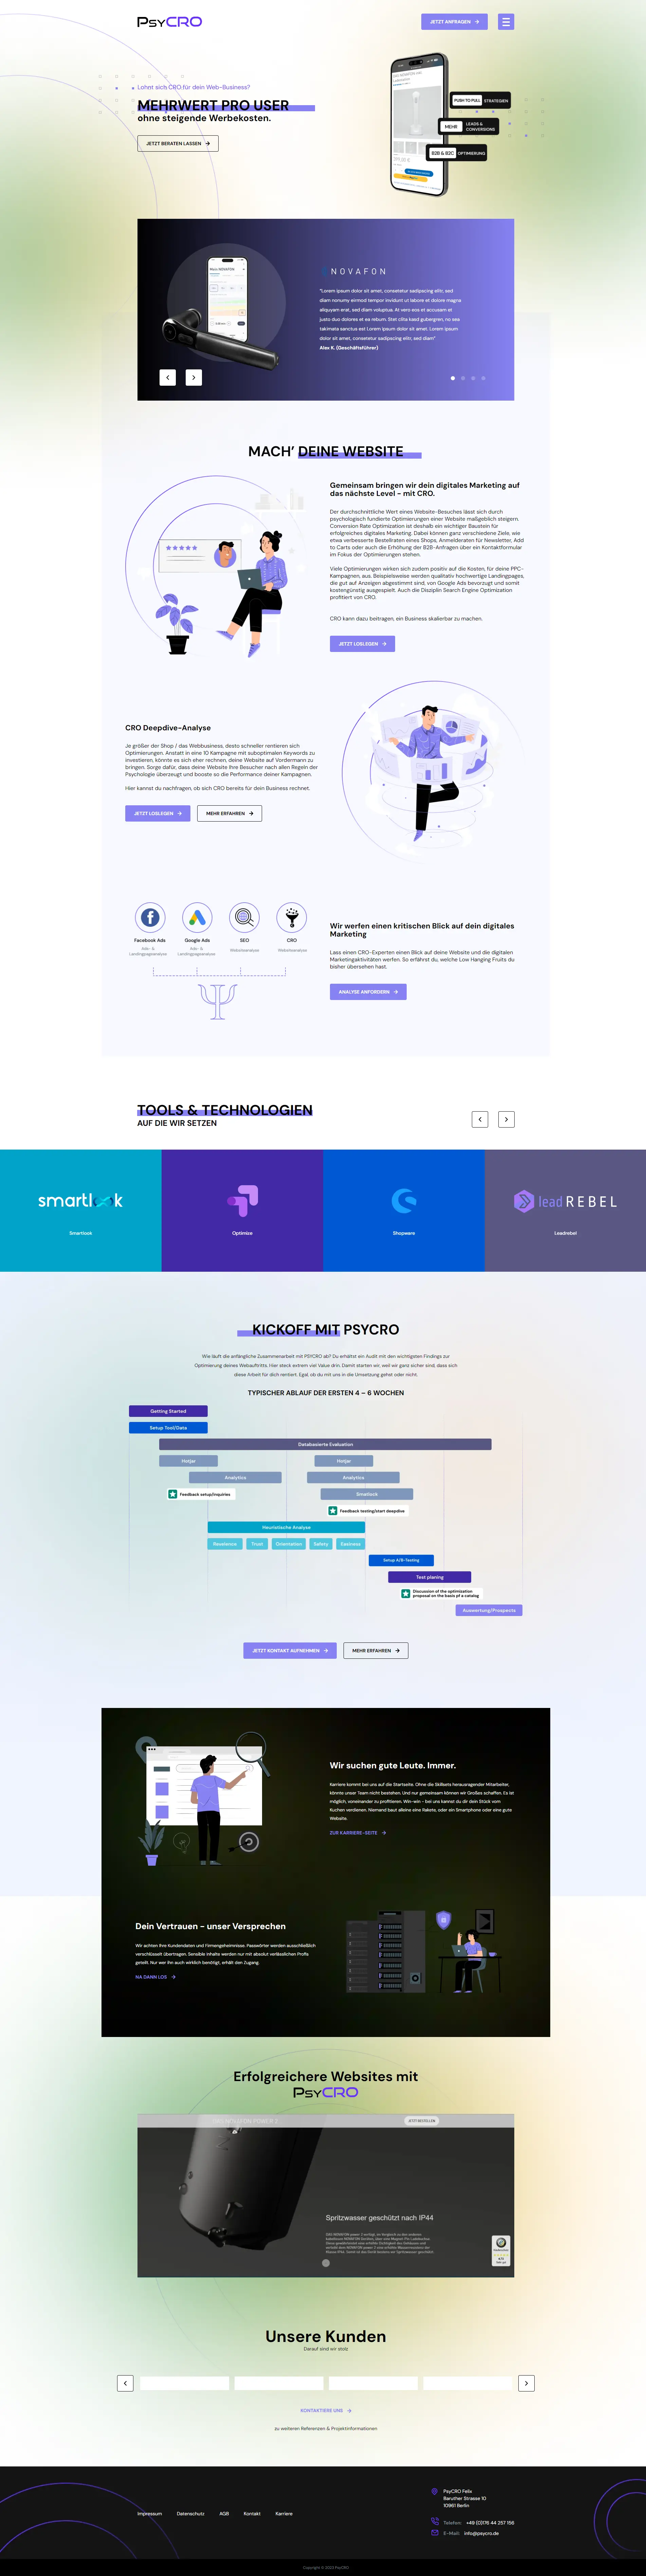 PsyCRO
JETZT ANFRAGEN
Lohnt sich CRO für dein Web-Business?
MEHRWERT PRO USER
ohne steigende Werbekosten.
JETZT BERATEN LASSEN
PUSH TO PULL STRATEGIEN
MEHR LEADS & CONVERSIONS
B2B & B2C OPTIMIERUNG
NOVAFON
"Lorem ipsum dolor sit amet, consetetur sadipscing elitr, sed
diam nonumy eirmod tempor invidunt ut labore et dolore magna
aliquyam erat, sed diam voluptua. At vero eos et accusam et
justo duo dolores et ea rebum. Stet clita kasd gubergren, no sea
takimata sanctus est Lorem ipsum dolor sit amet. Lorem ipsum
dolor sit amet, consetetur sadipscing elitr, sed diam"
Alex K. (Geschäftsführer)
MACH' DEINE WEBSITE
Gemeinsam bringen wir dein digitales Marketing auf
das nächste Level - mit CRO.
Der durchschnittliche Wert eines Website-Besuches lässt sich durch
psychologisch fundierte Optimierungen einer Website maßgeblich steigern.
Conversion Rate Optimization ist deshalb ein wichtiger Baustein für
erfolgreiches digitales Marketing. Dabei können ganz verschiedene Ziele, wie
etwa verbesserte Bestellraten eines Shops, Anmelderaten für Newsletter, Add
to Carts oder auch die Erhöhung der B2B-Anfragen über ein Kontaktformular
im Fokus der Optimierungen stehen.
Viele Optimierungen wirken sich zudem positiv auf die Kosten, für deine PPC-
Kampagnen, aus. Beispielsweise werden qualitativ hochwertige Landingpages,
die gut auf Anzeigen abgestimmt sind, von Google Ads bevorzugt und somit
kostengünstig ausgespielt. Auch die Disziplin Search Engine Optimization
profitiert von CRO.
CRO kann dazu beitragen, ein Business skalierbar zu machen.
JETZT LOSLEGEN
CRO Deepdive-Analyse
Je größer der Shop / das Webbusiness, desto schneller rentieren sich
Optimierungen. Anstatt in eine 10 Kampagne mit suboptimalen Keywords zu
investieren, könnte es sich eher rechnen, deine Website auf Vordermann zu
bringen. Sorge dafür, dass deine Website Ihre Besucher nach allen Regeln der
Psychologie überzeugt und booste so die Performance deiner Kampagnen.
Hier kannst du nachfragen, ob sich CRO bereits für dein Business rechnet.
JETZT LOSLEGEN
MEHR ERFAHREN
Facebook Ads
Google Ads
SEO
CRO
Ads- & Landingpageanalyse
Ads- & Landingpageanalyse
Websiteanalyse
Websiteanalyse
Wir werfen einen kritischen Blick auf dein digitales
Marketing
Lass einen CRO-Experten einen Blick auf deine Website und die digitalen
Marketingaktivitäten werfen. So erfährst du, welche Low Hanging Fruits du
bisher übersehen hast.
ANALYSE ANFORDERN
TOOLS & TECHNOLOGIEN
AUF DIE WIR SETZEN
smartlook
leadREBEL
Smartlook
Optimize
Shopware
Leadrebel
KICKOFF MIT PSYCRO
Wie läuft die anfängliche Zusammenarbeit mit PSYCRO ab? Du erhältst ein Audit mit den wichtigsten Findings zur
Optimierung deines Webauftritts. Hier steckt extrem viel Value drin. Damit starten wir, weil wir ganz sicher sind, dass sich
diese Arbeit für dich rentiert. Egal, ob du mit uns in die Umsetzung gehst oder nicht.
TYPISCHER ABLAUF DER ERSTEN 4 – 6 WOCHEN
Getting Started
Setup Tool/Data
Databasierte Evaluation
Hotjar
Hotjar
Analytics
Analytics
Feedback setup/inquiries
Smartlook
Feedback testing/start deepdive
Heuristische Analyse
Revelance
Trust
Orientation
Safety
Easiness
Setup A/B-Testing
Test planing
Discussion of the optimization
proposal on the basis pf a catalog
Auswertung/Prospects
JETZT KONTAKT AUFNEHMEN
MEHR ERFAHREN
Wir suchen gute Leute. Immer.
Karriere kommt bei uns auf die Startseite. Ohne die Skillsets herausragender Mitarbeiter,
könnte unser Team nicht bestehen. Und nur gemeinsam können wir Großes schaffen. Es ist
möglich, voneinander zu profitieren. Win-win - bei uns kannst du dir dein Stück vom
Kuchen verdienen. Niemand baut alleine eine Rakete, oder ein Smartphone oder eine gute
Website.
ZUR KARRIERE-SEITE
Dein Vertrauen - unser Versprechen
Wir achten Ihre Kundendaten und Firmengeheimnisse. Passwörter werden ausschließlich
verschlüsselt übertragen. Sensible Inhalte werden nur mit absolut verlässlichen Profis
geteilt. Nur wer ihn auch wirklich benötigt, erhält den Zugang.
NA DANN LOS
Erfolgreichere Websites mit
PsyCRO
JETZT BESTELLEN
Spritzwasser geschützt nach IP44
Unsere Kunden
Darauf sind wir stolz
KONTAKTIERE UNS
zu weiteren Referenzen & Projektinformationen
Impressum
Datenschutz
AGB
Kontakt
Karriere
PsyCRO Felix
Baruther Strasse 10
10961 Berlin
Telefon: +49 (0)176 44 257 156
E-Mail: info@psycro.de
Copyright © 2023 PsyCRO